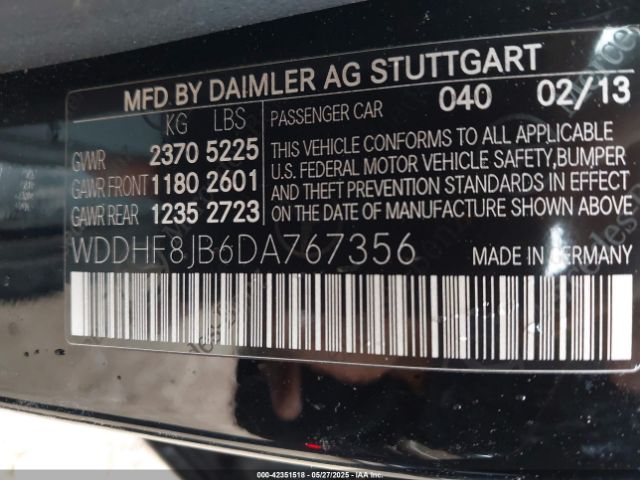 MFD BY DAIMLER AG STUTTGART
KG LBS PASSENGER CAR 040 02/13
GVWR 2370 5225
GAWR FRONT 1180 2601
GAWR REAR 1235 2723
THIS VEHICLE CONFORMS TO ALL APPLICABLE
U.S. FEDERAL MOTOR VEHICLE SAFETY, BUMPER
AND THEFT PREVENTION STANDARDS IN EFFECT
ON THE DATE OF MANUFACTURE SHOWN ABOVE
WDDHF8JB6DA767356 MADE IN GERMANY
000-42351518 - 05/27/2025 - IAA Inc.